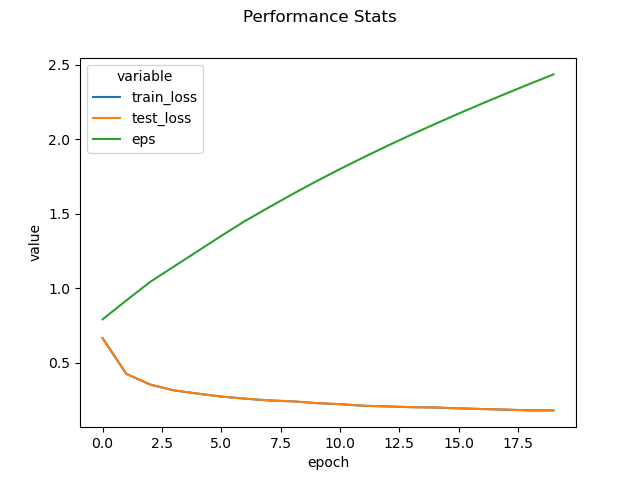 Performance Stats
variable
train_loss
test_loss
eps
value
2.5
2.0
1.5
1.0
0.5
0.0 2.5 5.0 7.5 10.0 12.5 15.0 17.5
epoch